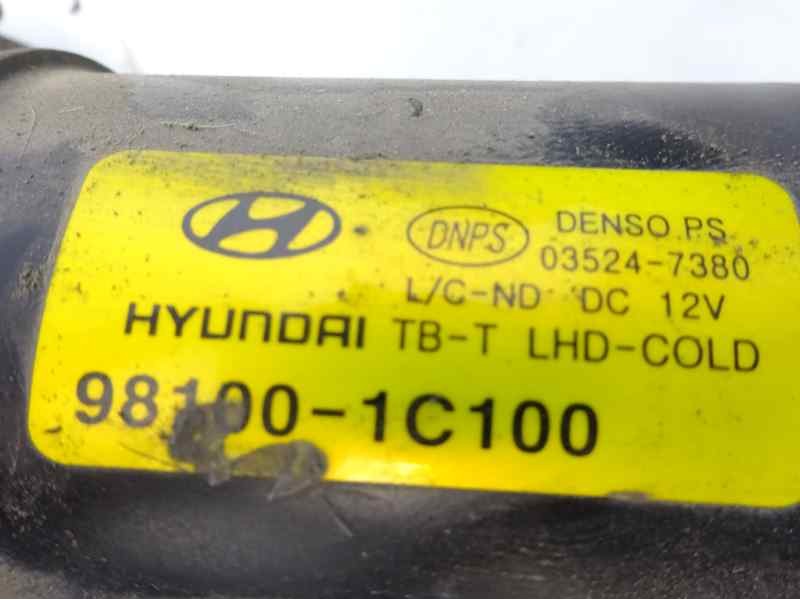 DNPS DENSO PS
03524-7380
L/C-ND DC 12V
HYUNDAI TB-T LHD-COLD
98100-1C100